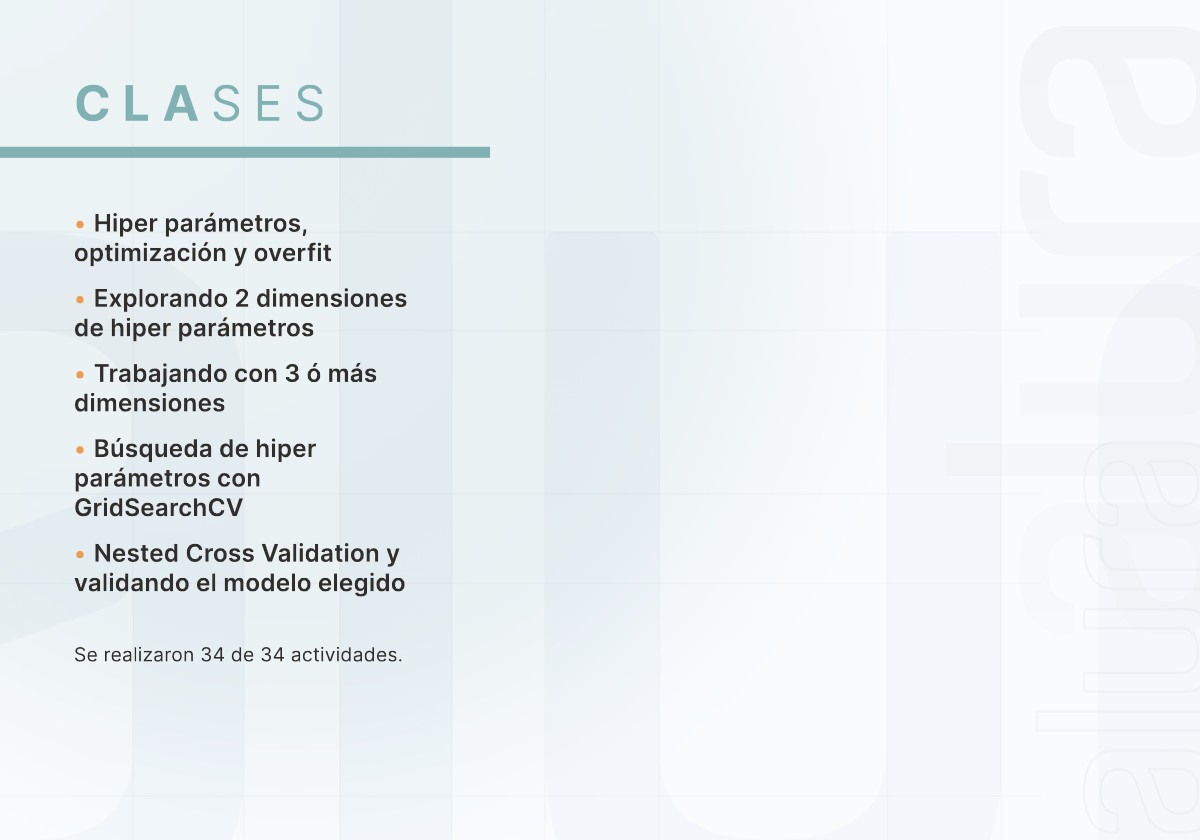 CLASES
• Hiper parámetros,
optimización y overfit
• Explorando 2 dimensiones
de hiper parámetros
• Trabajando con 3 ó más
dimensiones
• Búsqueda de hiper
parámetros con
GridSearchCV
• Nested Cross Validation y
validando el modelo elegido
Se realizaron 34 de 34 actividades.
alura
alura